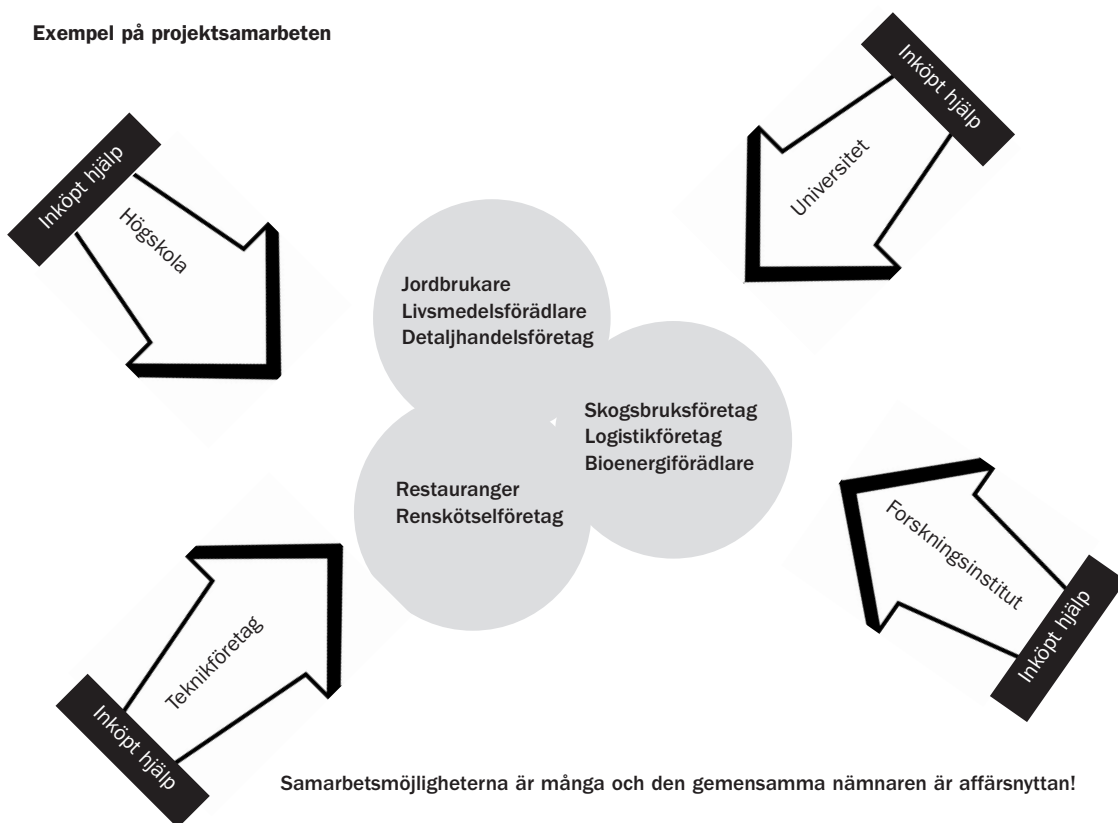 Exempel på projektsamarbeten
Inköpt hjälp
Högskola
Inköpt hjälp
Universitet
Jordbrukare
Livsmedelsförädlare
Detaljhandelsföretag
Skogsbruksföretag
Logistikföretag
Bioenergiförädlare
Restauranger
Renskötselföretag
Teknikföretag
Inköpt hjälp
Forskningsinstitut
Inköpt hjälp
Samarbetsmöjligheterna är många och den gemensamma nämnaren är affärsnyttan!